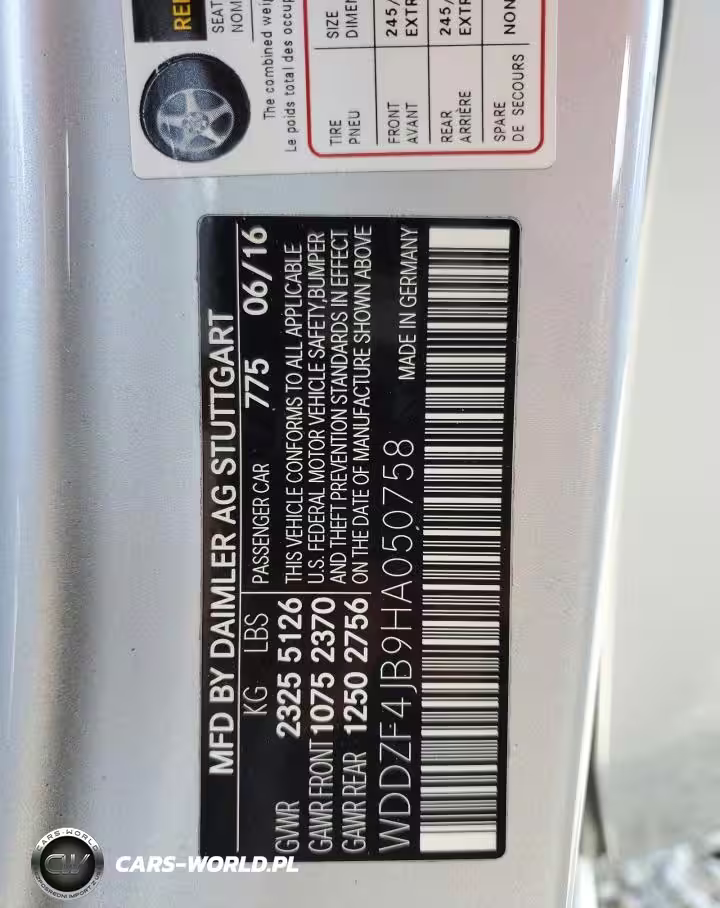 SEAT
The combined wei
Le poids total des occup
TIRE SIZE
PNEU DIMEN
FRONT 245/
AVANT EXTR
REAR 245/
ARRIÈRE EXTR
SPARE NON
DE SECOURS
MFD BY DAIMLER AG STUTTGART
KG LBS
GVWR 2325 5126
GAWR FRONT 1075 2370
GAWR REAR 1250 2756
PASSENGER CAR 775 06/16
THIS VEHICLE CONFORMS TO ALL APPLICABLE
U.S. FEDERAL MOTOR VEHICLE SAFETY,BUMPER
AND THEFT PREVENTION STANDARDS IN EFFECT
ON THE DATE OF MANUFACTURE SHOWN ABOVE
WDDZF4JB9HA050758 MADE IN GERMANY
CARS-WORLD
CW
CARS-WORLD.PL